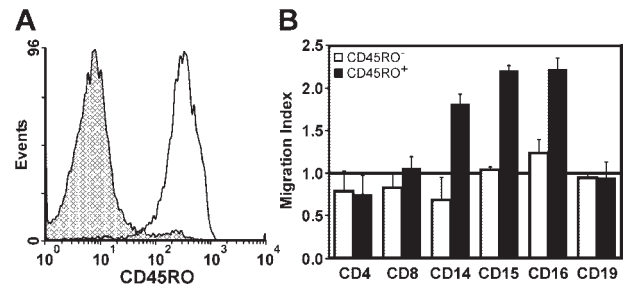 A
96
Events
0
10^0 10^1 10^2 10^3 10^4
CD45RO
B
CD45RO^-
CD45RO^+
Migration Index
2.5
2.0
1.5
1.0
0.5
0.0
CD4 CD8 CD14 CD15 CD16 CD19